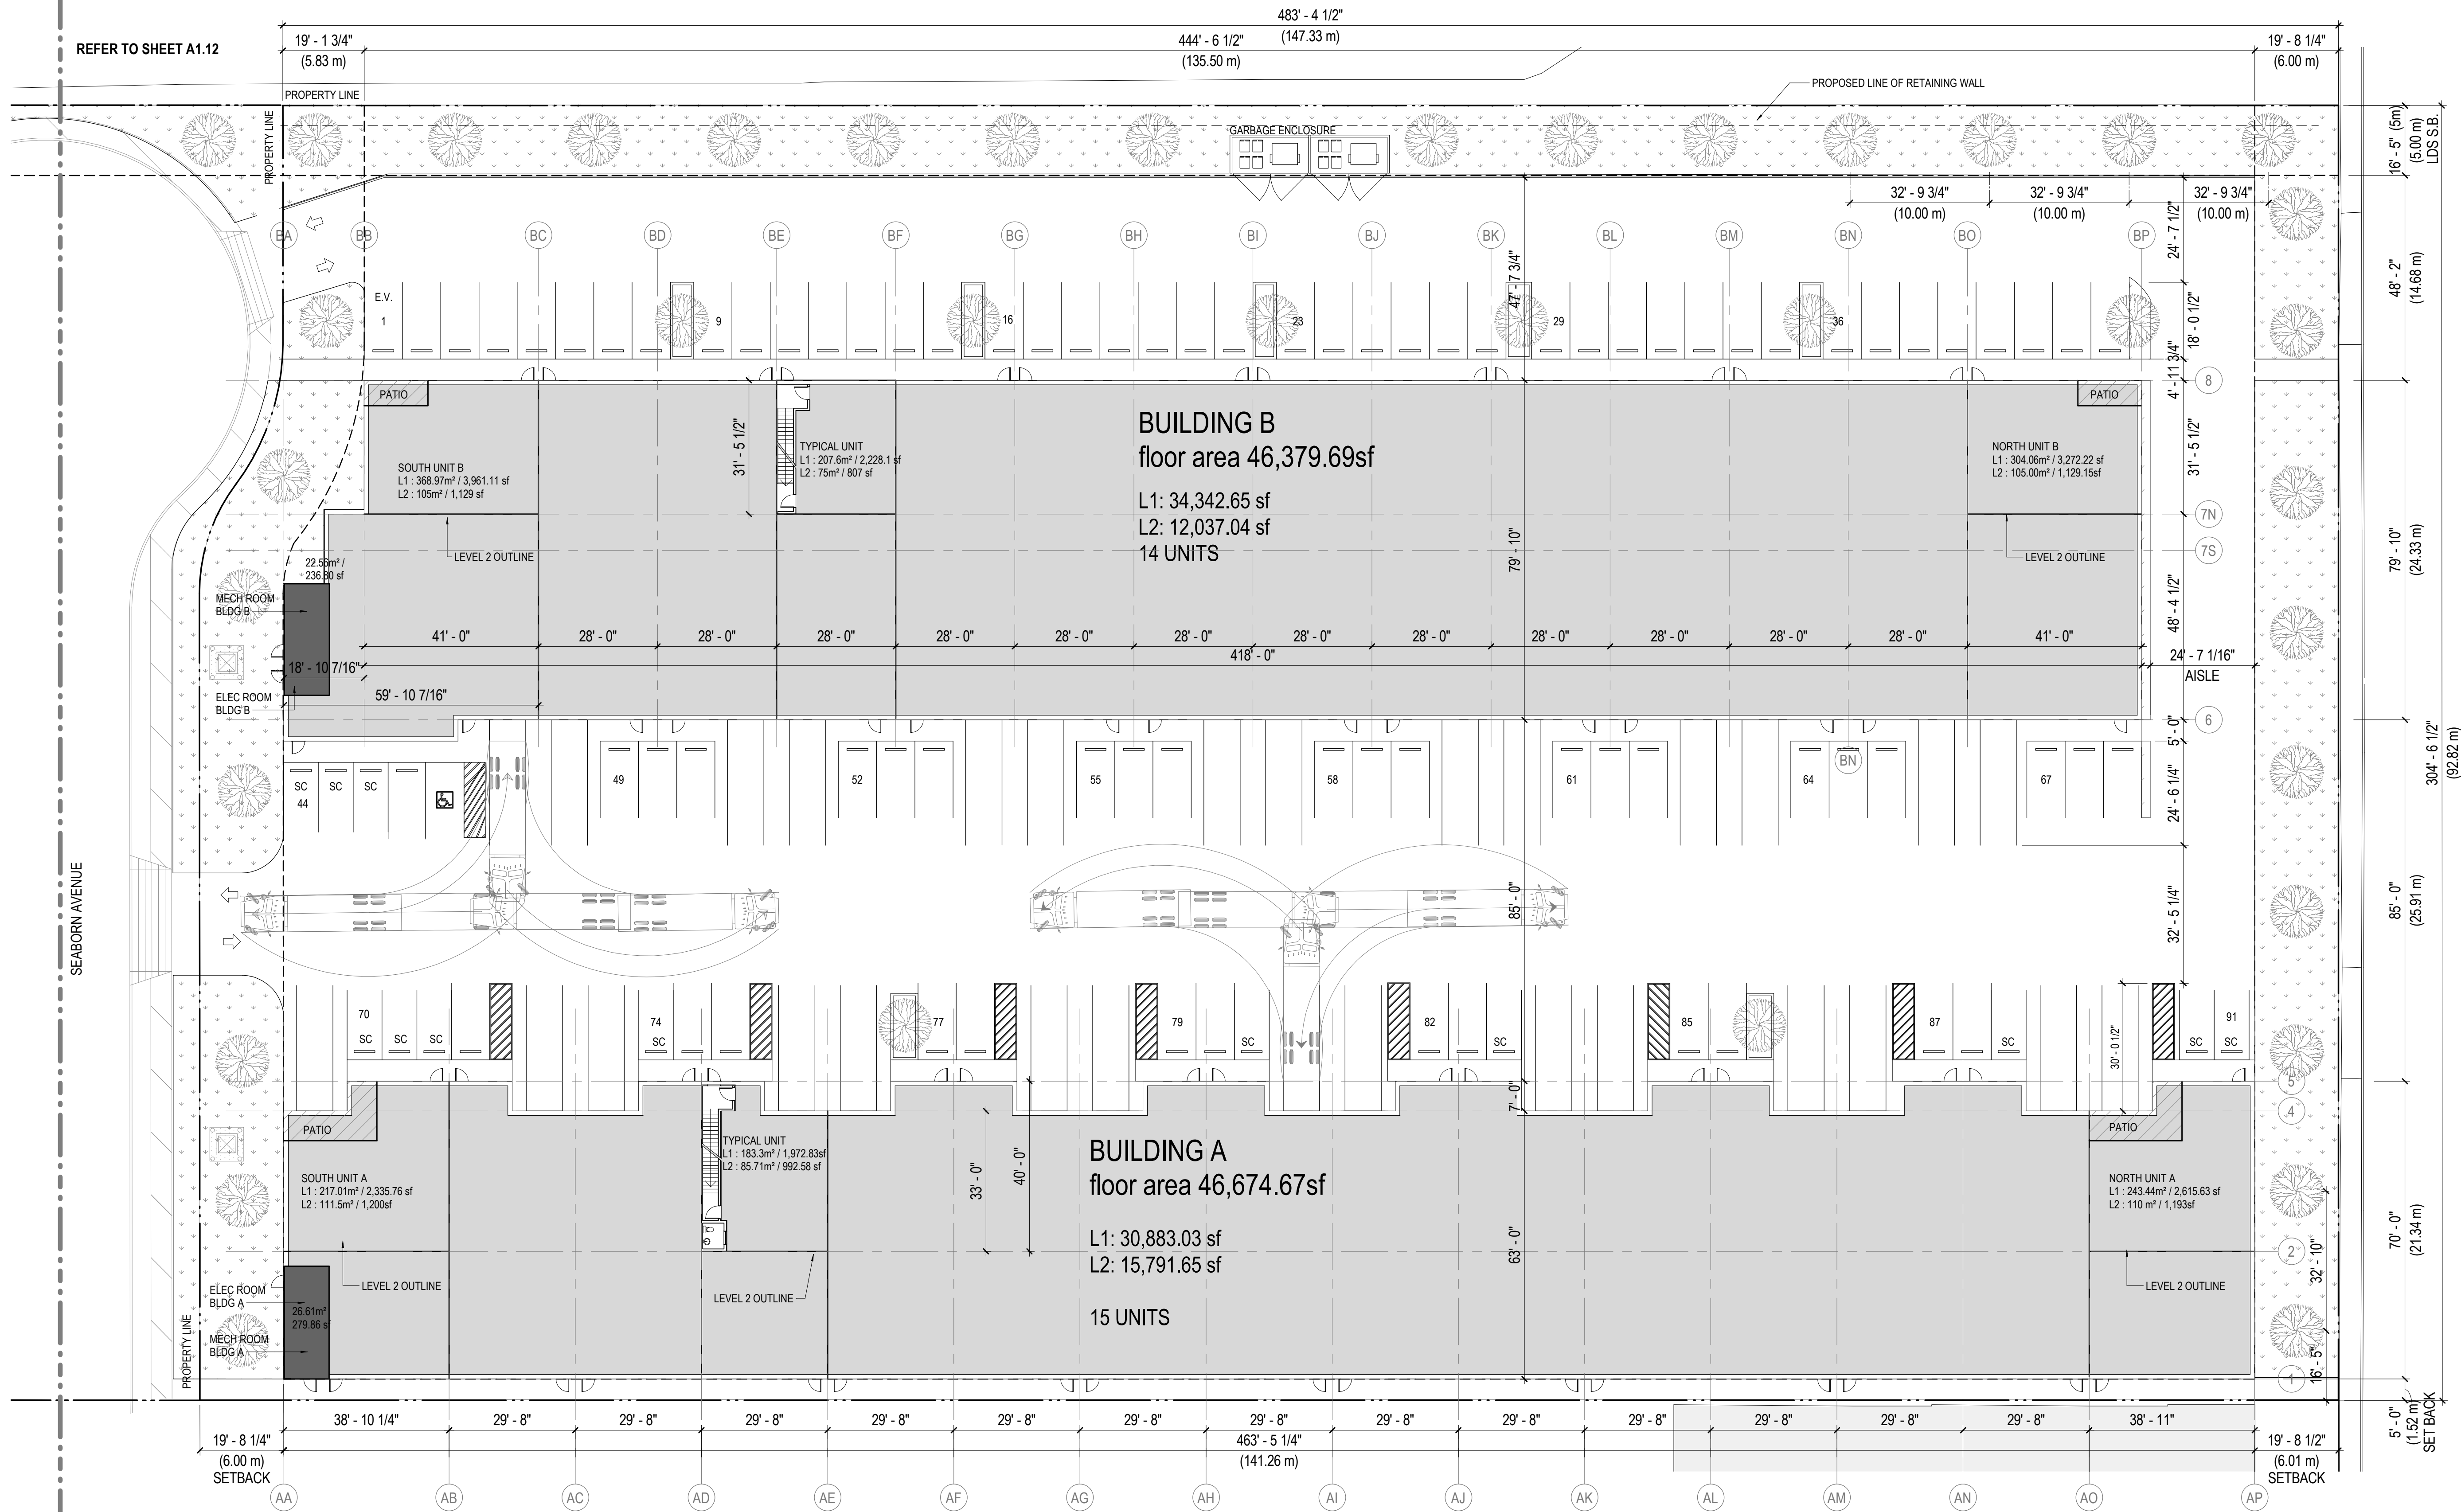 483' - 4 1/2"
(147.33 m)
REFER TO SHEET A1.12
19' - 1 3/4"
(5.83 m)
444' - 6 1/2"
(135.50 m)
19' - 8 1/4"
(6.00 m)
PROPERTY LINE
PROPERTY LINE
PROPOSED LINE OF RETAINING WALL
GARBAGE ENCLOSURE
16' - 5" (5m)
(5.00 m)
LDS S.B.
32' - 9 3/4"
(10.00 m)
32' - 9 3/4"
(10.00 m)
32' - 9 3/4"
(10.00 m)
24' - 7 1/2"
BA
BB
BC
BD
BE
BF
BG
BH
BI
BJ
BK
BL
BM
BN
BO
BP
47' - 7 3/4"
48' - 2"
(14.68 m)
E.V.
1
9
16
23
29
36
18' - 0 1/2"
4' - 11 3/4"
8
PATIO
PATIO
31' - 5 1/2"
BUILDING B
floor area 46,379.69sf
L1: 34,342.65 sf
L2: 12,037.04 sf
14 UNITS
SOUTH UNIT B
L1 : 368.97m² / 3,961.11 sf
L2 : 105m² / 1,129 sf
TYPICAL UNIT
L1 : 207.6m² / 2,228.1 sf
L2 : 75m² / 807 sf
NORTH UNIT B
L1 : 304.06m² / 3,272.22 sf
L2 : 105.00m² / 1,129.15sf
31' - 5 1/2"
7N
7S
LEVEL 2 OUTLINE
LEVEL 2 OUTLINE
79' - 10"
79' - 10"
(24.33 m)
22.56m² /
236.80 sf
MECH ROOM
BLDG B
48' - 4 1/2"
41' - 0"
28' - 0"
28' - 0"
28' - 0"
28' - 0"
28' - 0"
28' - 0"
28' - 0"
28' - 0"
28' - 0"
28' - 0"
28' - 0"
28' - 0"
41' - 0"
18' - 10 7/16"
418' - 0"
24' - 7 1/16"
AISLE
59' - 10 7/16"
ELEC ROOM
BLDG B
6
5' - 0"
BN
SC
SC
SC
44
49
52
55
58
61
64
67
24' - 6 1/4"
304' - 6 1/2"
(92.82 m)
SEABORN AVENUE
85' - 0"
32' - 5 1/4"
85' - 0"
(25.91 m)
70
SC
SC
SC
74
SC
77
79
SC
82
SC
85
87
SC
91
SC
SC
30' - 0 1/2"
7' - 0"
5
4
PATIO
PATIO
33' - 0"
40' - 0"
BUILDING A
floor area 46,674.67sf
L1: 30,883.03 sf
L2: 15,791.65 sf
15 UNITS
TYPICAL UNIT
L1 : 183.3m² / 1,972.83sf
L2 : 85.71m² / 992.58 sf
SOUTH UNIT A
L1 : 217.01m² / 2,335.76 sf
L2 : 111.5m² / 1,200sf
NORTH UNIT A
L1 : 243.44m² / 2,615.63 sf
L2 : 110 m² / 1,193sf
63' - 0"
70' - 0"
(21.34 m)
2
32' - 10"
LEVEL 2 OUTLINE
LEVEL 2 OUTLINE
LEVEL 2 OUTLINE
ELEC ROOM
BLDG A
26.61m²
279.86 sf
MECH ROOM
BLDG A
PROPERTY LINE
16' - 5"
1
5' - 0"
(1.52 m)
SET BACK
38' - 10 1/4"
29' - 8"
29' - 8"
29' - 8"
29' - 8"
29' - 8"
29' - 8"
29' - 8"
29' - 8"
29' - 8"
29' - 8"
29' - 8"
29' - 8"
29' - 8"
38' - 11"
19' - 8 1/4"
(6.00 m)
SETBACK
463' - 5 1/4"
(141.26 m)
19' - 8 1/2"
(6.01 m)
SETBACK
AA
AB
AC
AD
AE
AF
AG
AH
AI
AJ
AK
AL
AM
AN
AO
AP